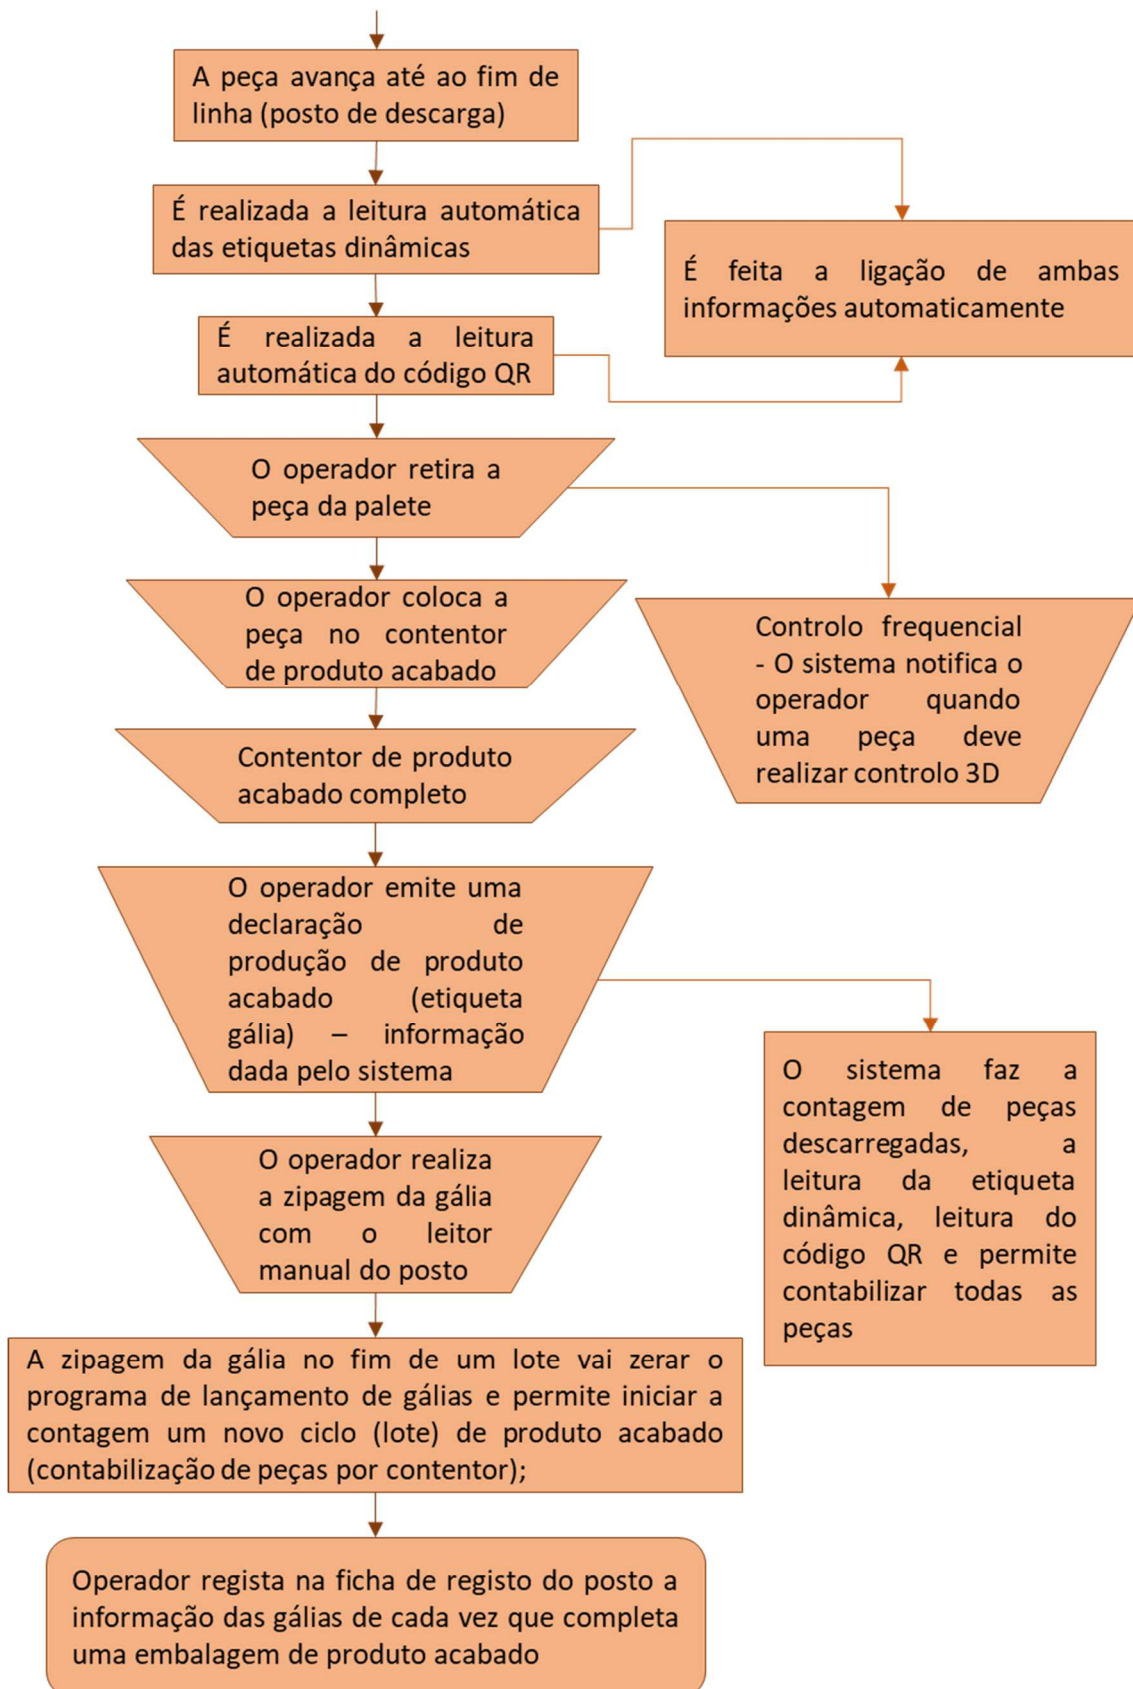 A peça avança até ao fim de
linha (posto de descarga)
É realizada a leitura automática
das etiquetas dinâmicas
É feita a ligação de ambas
informações automaticamente
É realizada a leitura
automática do código QR
O operador retira a
peça da palete
O operador coloca a
peça no contentor
de produto acabado
Controlo frequencial
- O sistema notifica o
operador quando
uma peça deve
realizar controlo 3D
Contentor de produto
acabado completo
O operador emite uma
declaração de
produção de produto
acabado (etiqueta
gália) – informação
dada pelo sistema
O sistema faz a
contagem de peças
descarregadas, a
leitura da etiqueta
dinâmica, leitura do
código QR e permite
contabilizar todas as
peças
O operador realiza
a zipagem da gália
com o leitor
manual do posto
A zipagem da gália no fim de um lote vai zerar o
programa de lançamento de gálias e permite iniciar a
contagem um novo ciclo (lote) de produto acabado
(contabilização de peças por contentor);
Operador regista na ficha de registo do posto a
informação das gálias de cada vez que completa
uma embalagem de produto acabado